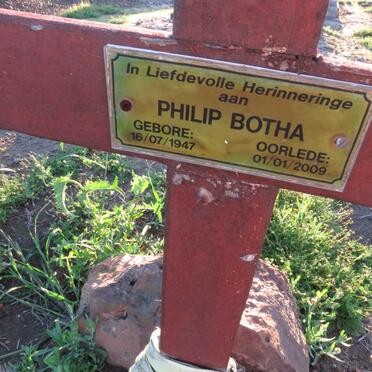 In Liefdevolle Herinneringe
aan
PHILIP BOTHA
GEBORE: OORLEDE:
16/07/1947 01/01/2009